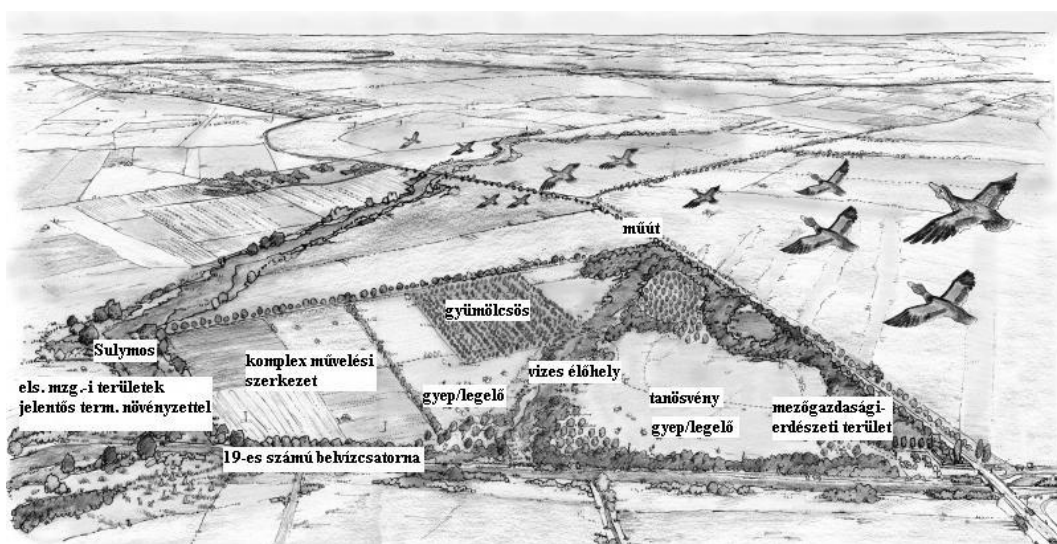 műút
gyümölcsös
Sulymos
komplex művelési
szerkezet
vizes élőhely
els. mzg.-i területek
jelentős term. növényzettel
gyep/legelő
tanösvény
gyep/legelő
mezőgazdasági-
erdészeti terület
19-es számú belvízcsatorna